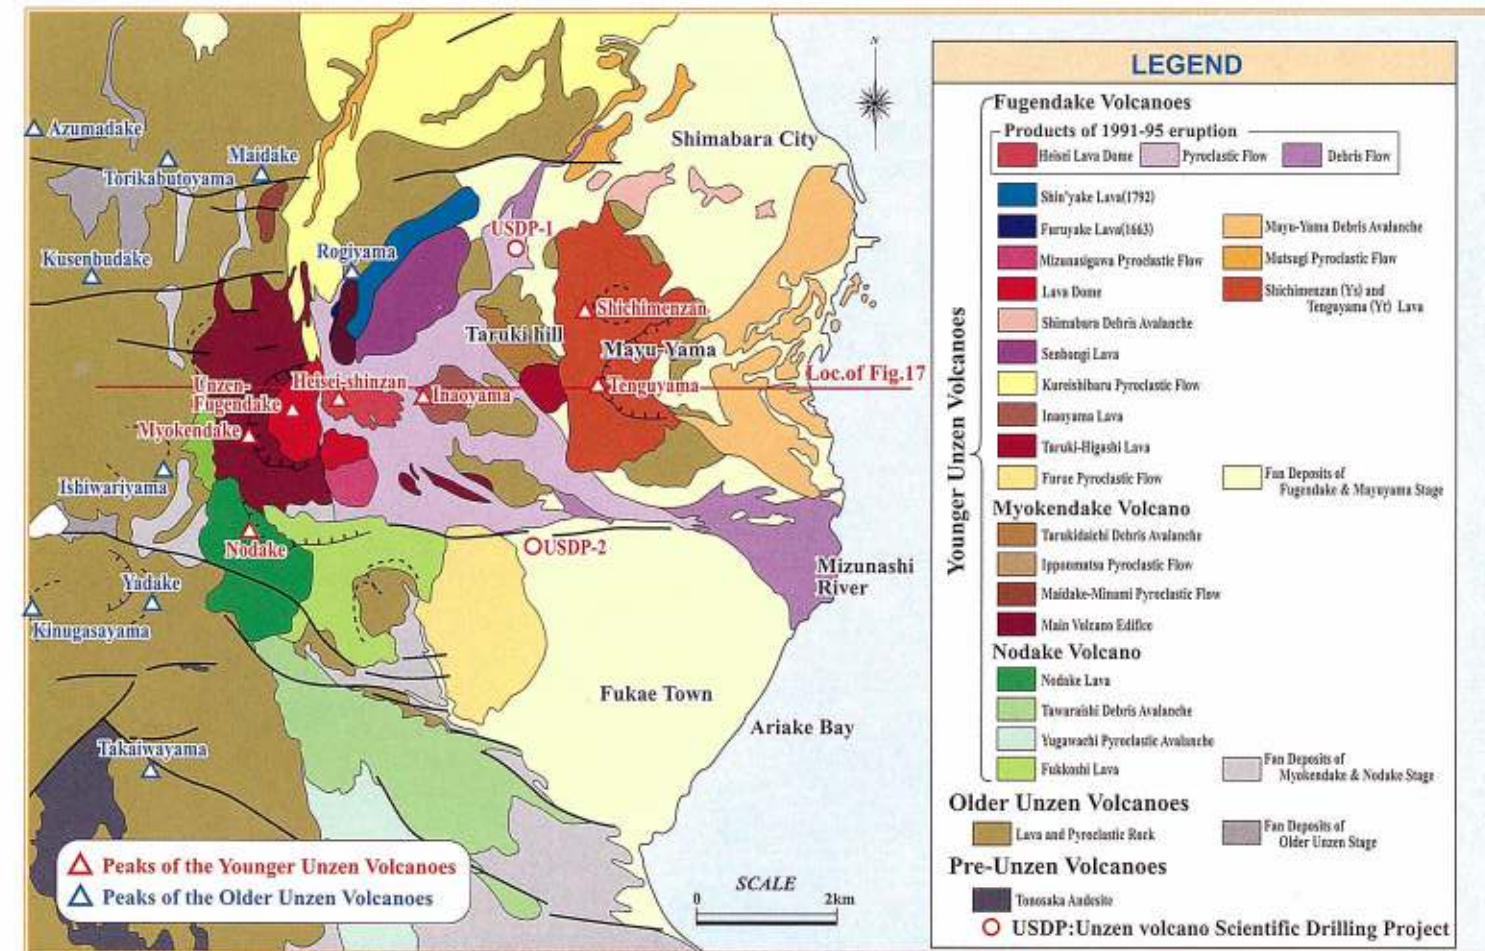 N
Azumadake
Maidake
Torikabutoyama
Kusenbudake
Rogiyama
Shimabara City
USDP-1
Shichimenzan
Taruki hill
Mayu-Yama
Loc.of Fig.17
Unzen-
Fugendake
Heisei-shinzan
Inaoyama
Tenguyama
Myokendake
Ishiwariyama
Nodake
USDP-2
Mizunashi
River
Yadake
Kinugasayama
Fukae Town
Ariake Bay
Takaiwayama
Peaks of the Younger Unzen Volcanoes
Peaks of the Older Unzen Volcanoes
SCALE
0 2km
LEGEND
Younger Unzen Volcanoes
Fugendake Volcanoes
Products of 1991-95 eruption
Heisei Lava Dome Pyroclastic Flow Debris Flow
Shin'yake Lava(1792)
Furuyake Lava(1663)
Mayu-Yama Debris Avalanche
Mizunasigawa Pyroclastic Flow
Mutsugi Pyroclastic Flow
Lava Dome
Shichimenzan (Ys) and
Tenguyama (Yt) Lava
Shimabara Debris Avalanche
Senbongi Lava
Kureishibaru Pyroclastic Flow
Inaoyama Lava
Taruki-Higashi Lava
Furue Pyroclastic Flow
Fan Deposits of
Fugendake & Mayuyama Stage
Myokendake Volcano
Tarukidaichi Debris Avalanche
Ipponmatsu Pyroclastic Flow
Maidake-Minami Pyroclastic Flow
Main Volcano Edifice
Nodake Volcano
Nodake Lava
Tawaraishi Debris Avalanche
Yugawachi Pyroclastic Avalanche
Fukkoshi Lava
Fan Deposits of
Myokendake & Nodake Stage
Older Unzen Volcanoes
Lava and Pyroclastic Rock
Fan Deposits of
Older Unzen Stage
Pre-Unzen Volcanoes
Tonosaka Andesite
USDP:Unzen volcano Scientific Drilling Project